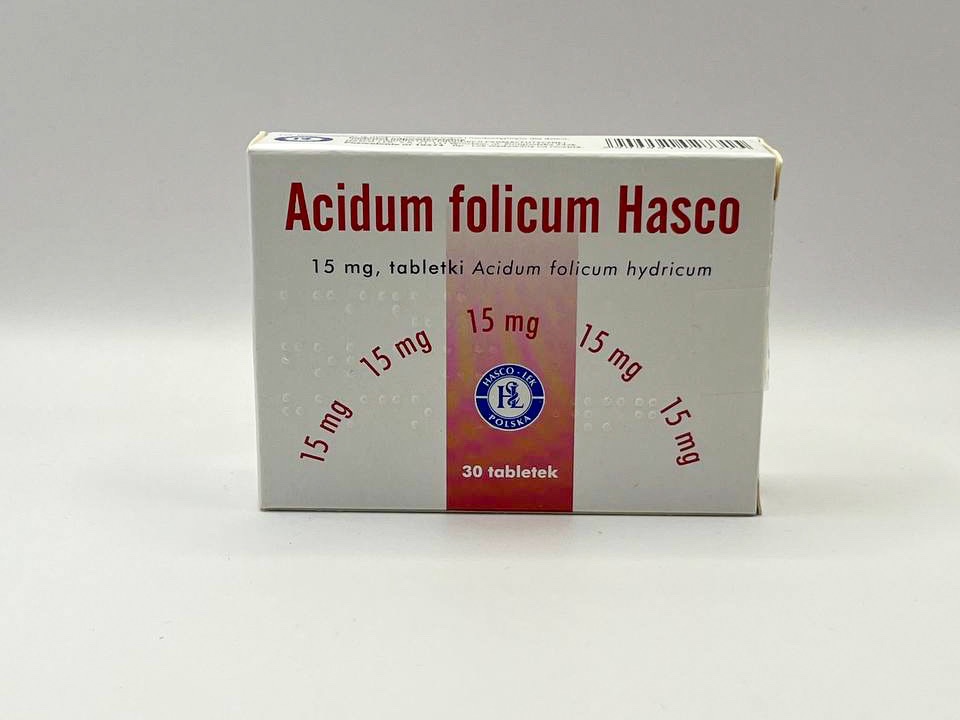 Acidum folicum Hasco
15 mg, tabletki Acidum folicum hydricum
15 mg
15 mg
15 mg
15 mg
15 mg
HASCO-LEK
HL
POLSKA
30 tabletek